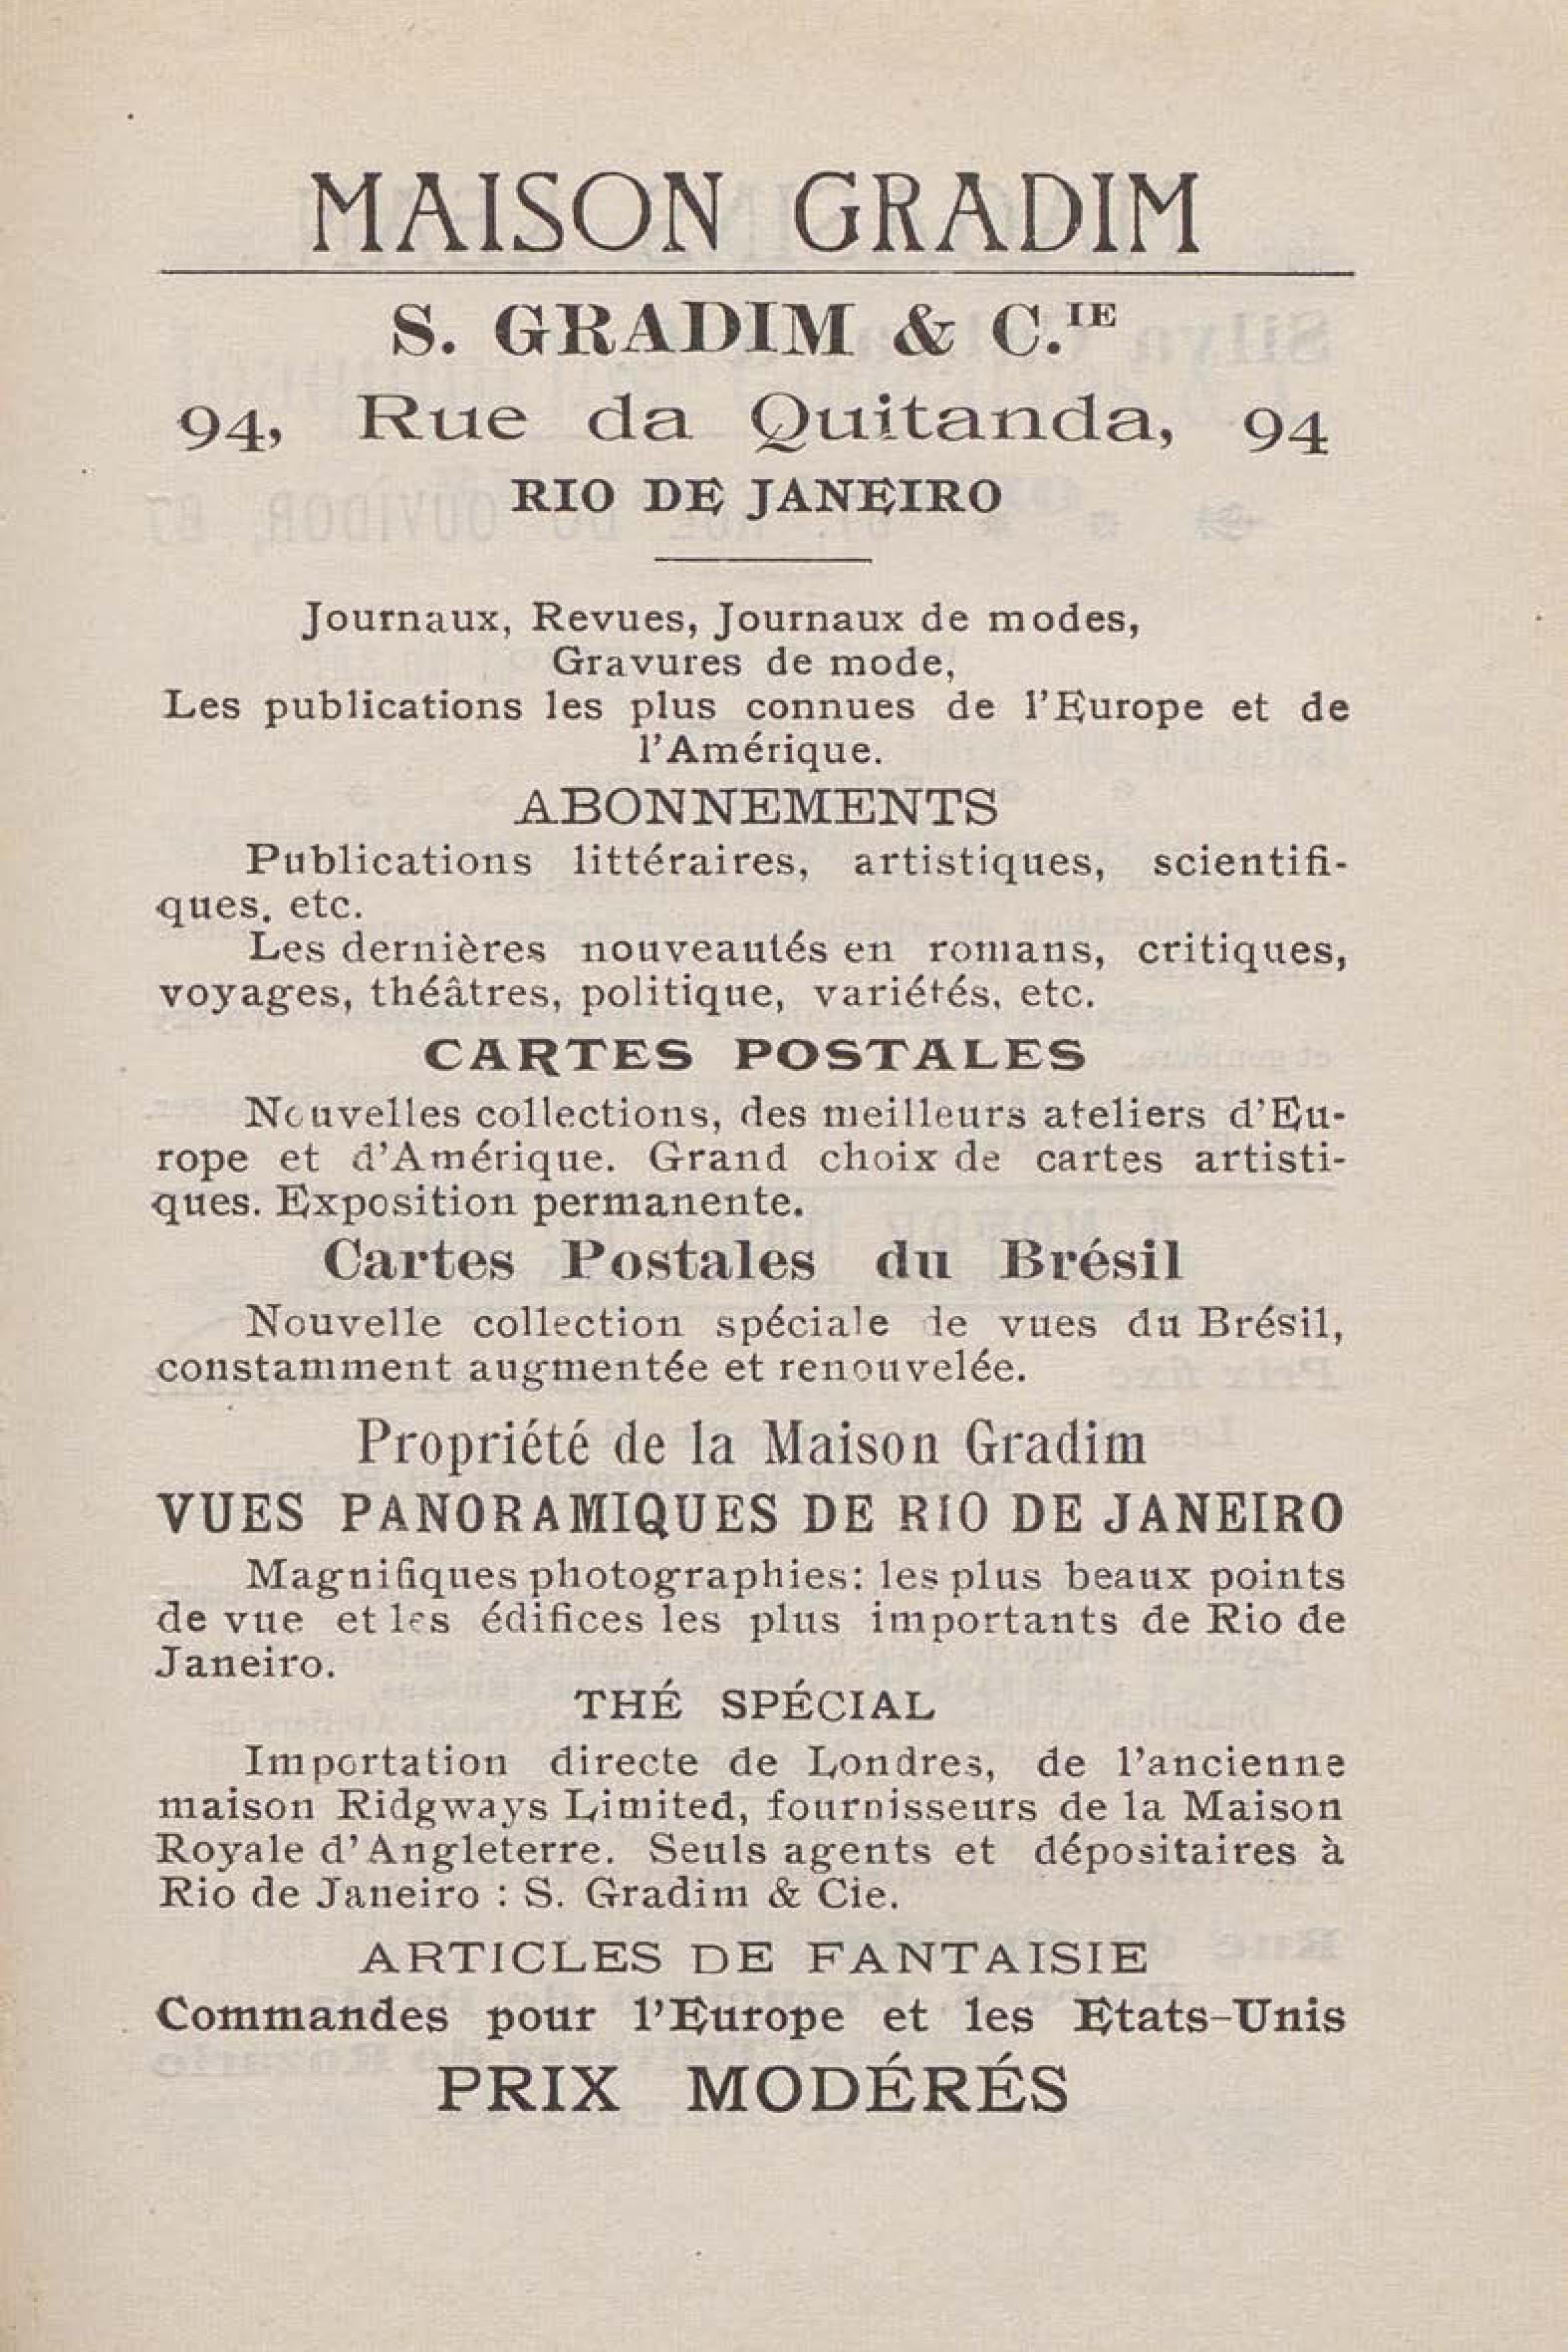 MAISON GRADIM
S. GRADIM & C.IE
94, Rue da Quitanda, 94
RIO DE JANEIRO
Journaux, Revues, Journaux de modes,
Gravures de mode,
Les publications les plus connues de l'Europe et de
l'Amérique.
ABONNEMENTS
Publications littéraires, artistiques, scientifi-
ques, etc.
Les dernières nouveautés en romans, critiques,
voyages, théâtres, politique, variétés, etc.
CARTES POSTALES
Nouvelles collections, des meilleurs ateliers d'Eu-
rope et d'Amérique. Grand choix de cartes artisti-
ques. Exposition permanente.
Cartes Postales du Brésil
Nouvelle collection spéciale de vues du Brésil,
constamment augmentée et renouvelée.
Propriété de la Maison Gradim
VUES PANORAMIQUES DE RIO DE JANEIRO
Magnifiques photographies: les plus beaux points
de vue et les édifices les plus importants de Rio de
Janeiro.
THÉ SPÉCIAL
Importation directe de Londres, de l'ancienne
maison Ridgways Limited, fournisseurs de la Maison
Royale d'Angleterre. Seuls agents et dépositaires à
Rio de Janeiro : S. Gradim & Cie.
ARTICLES DE FANTAISIE
Commandes pour l'Europe et les Etats-Unis
PRIX MODÉRÉS